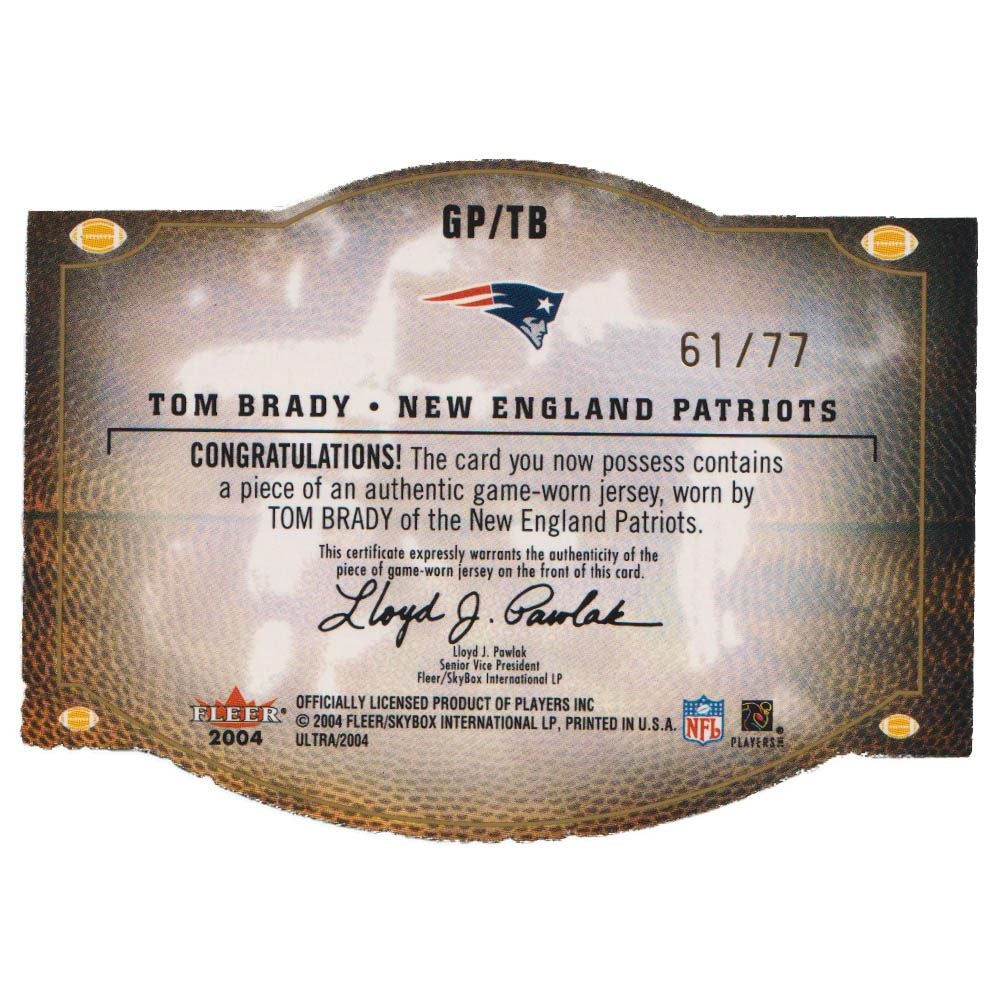 GP/TB
61/77
TOM BRADY • NEW ENGLAND PATRIOTS
CONGRATULATIONS! The card you now possess contains
a piece of an authentic game-worn jersey, worn by
TOM BRADY of the New England Patriots.
This certificate expressly warrants the authenticity of the
piece of game-worn jersey on the front of this card.
Lloyd J. Pawlak
Lloyd J. Pawlak
Senior Vice President
Fleer/SkyBox International LP
FLEER®
2004
OFFICIALLY LICENSED PRODUCT OF PLAYERS INC
© 2004 FLEER/SKYBOX INTERNATIONAL LP, PRINTED IN U.S.A.
ULTRA/2004
NFL
PLAYERS INC